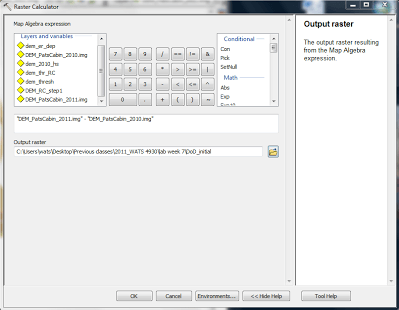 Raster Calculator
Map Algebra expression
Layers and variables
dem_er_dep
DEM_PatsCabin_2010.img
dem_2010_hs
dem_thr_RC
dem_thresh
DEM_RC_step1
DEM_PatsCabin_2011.img
7 8 9 / == != &
4 5 6 * > >= |
1 2 3 - < <= ^
0 . + ( ) ~
Conditional
Con
Pick
SetNull
Math
Abs
Exp
"DEM_PatsCabin_2011.img" - "DEM_PatsCabin_2010.img"
Output raster
C:\Users\wats\Desktop\Previous classes\2011_WATS 4930\lab week 7\DoD_initial
OK
Cancel
Environments...
<< Hide Help
Tool Help
Output raster
The output raster resulting
from the Map Algebra
expression.